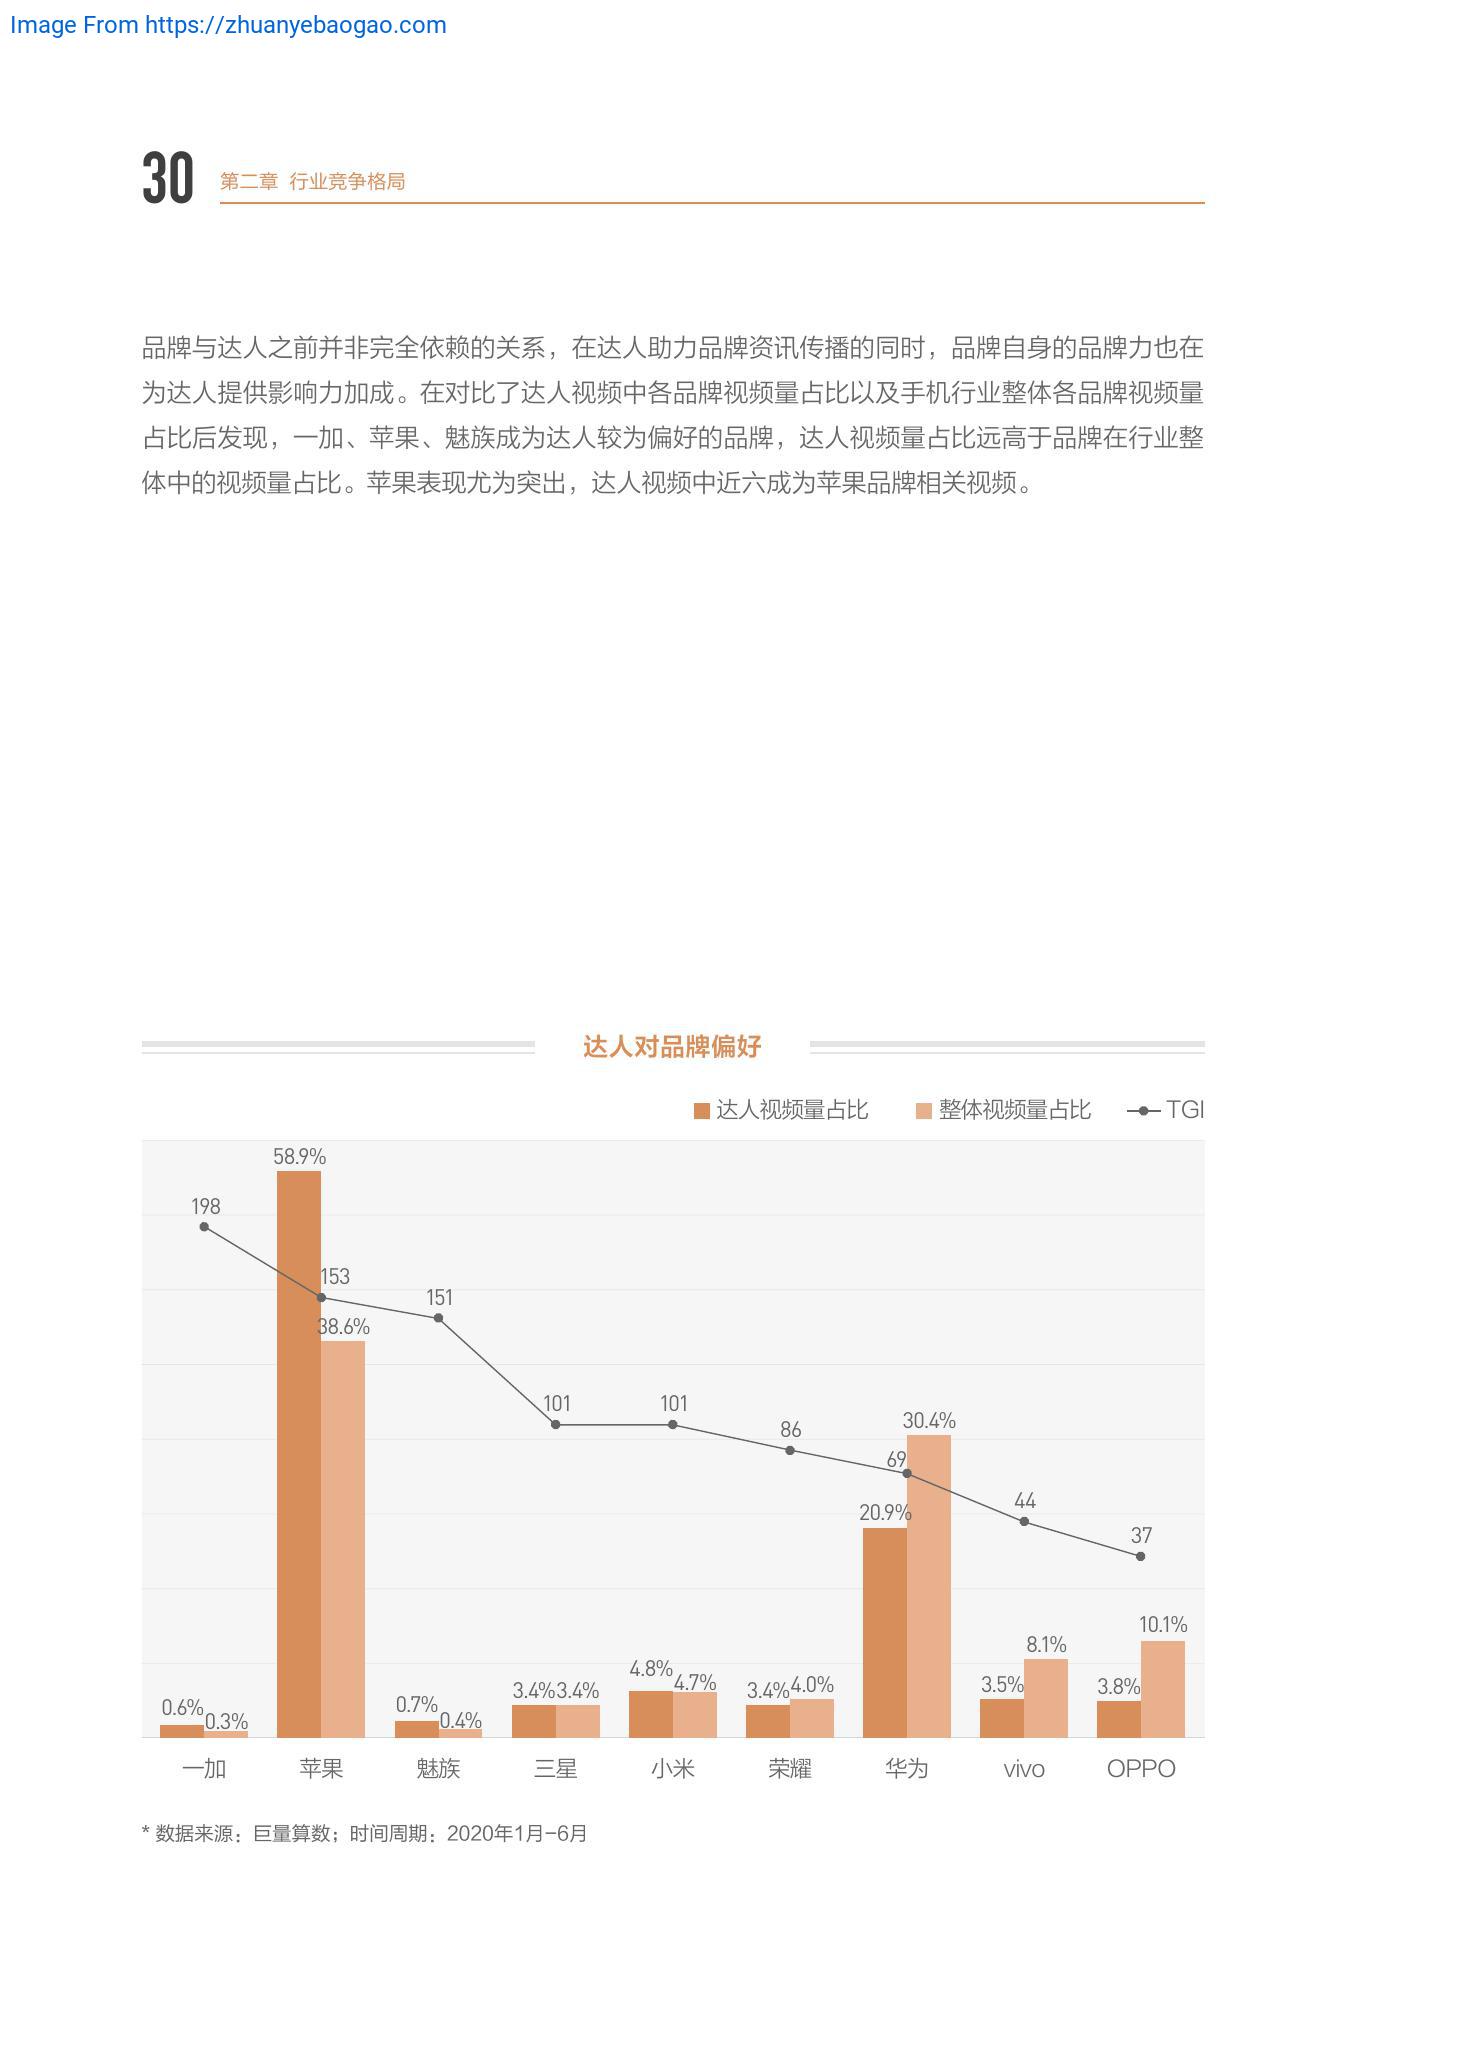 Image From https://zhuanyebaogao.com
30 第二章 行业竞争格局
品牌与达人之前并非完全依赖的关系，在达人助力品牌资讯传播的同时，品牌自身的品牌力也在
为达人提供影响力加成。在对比了达人视频中各品牌视频量占比以及手机行业整体各品牌视频量
占比后发现，一加、苹果、魅族成为达人较为偏好的品牌，达人视频量占比远高于品牌在行业整
体中的视频量占比。苹果表现尤为突出，达人视频中近六成为苹果品牌相关视频。
达人对品牌偏好
达人视频量占比 整体视频量占比 TGI
58.9%
198
153
151
38.6%
101 101
86
30.4%
69
20.9%
44
37
10.1%
8.1%
4.8% 4.7%
3.5% 3.8%
3.4% 3.4% 3.4% 4.0%
0.6% 0.3% 0.7% 0.4%
一加 苹果 魅族 三星 小米 荣耀 华为 vivo OPPO
* 数据来源：巨量算数；时间周期：2020年1月-6月